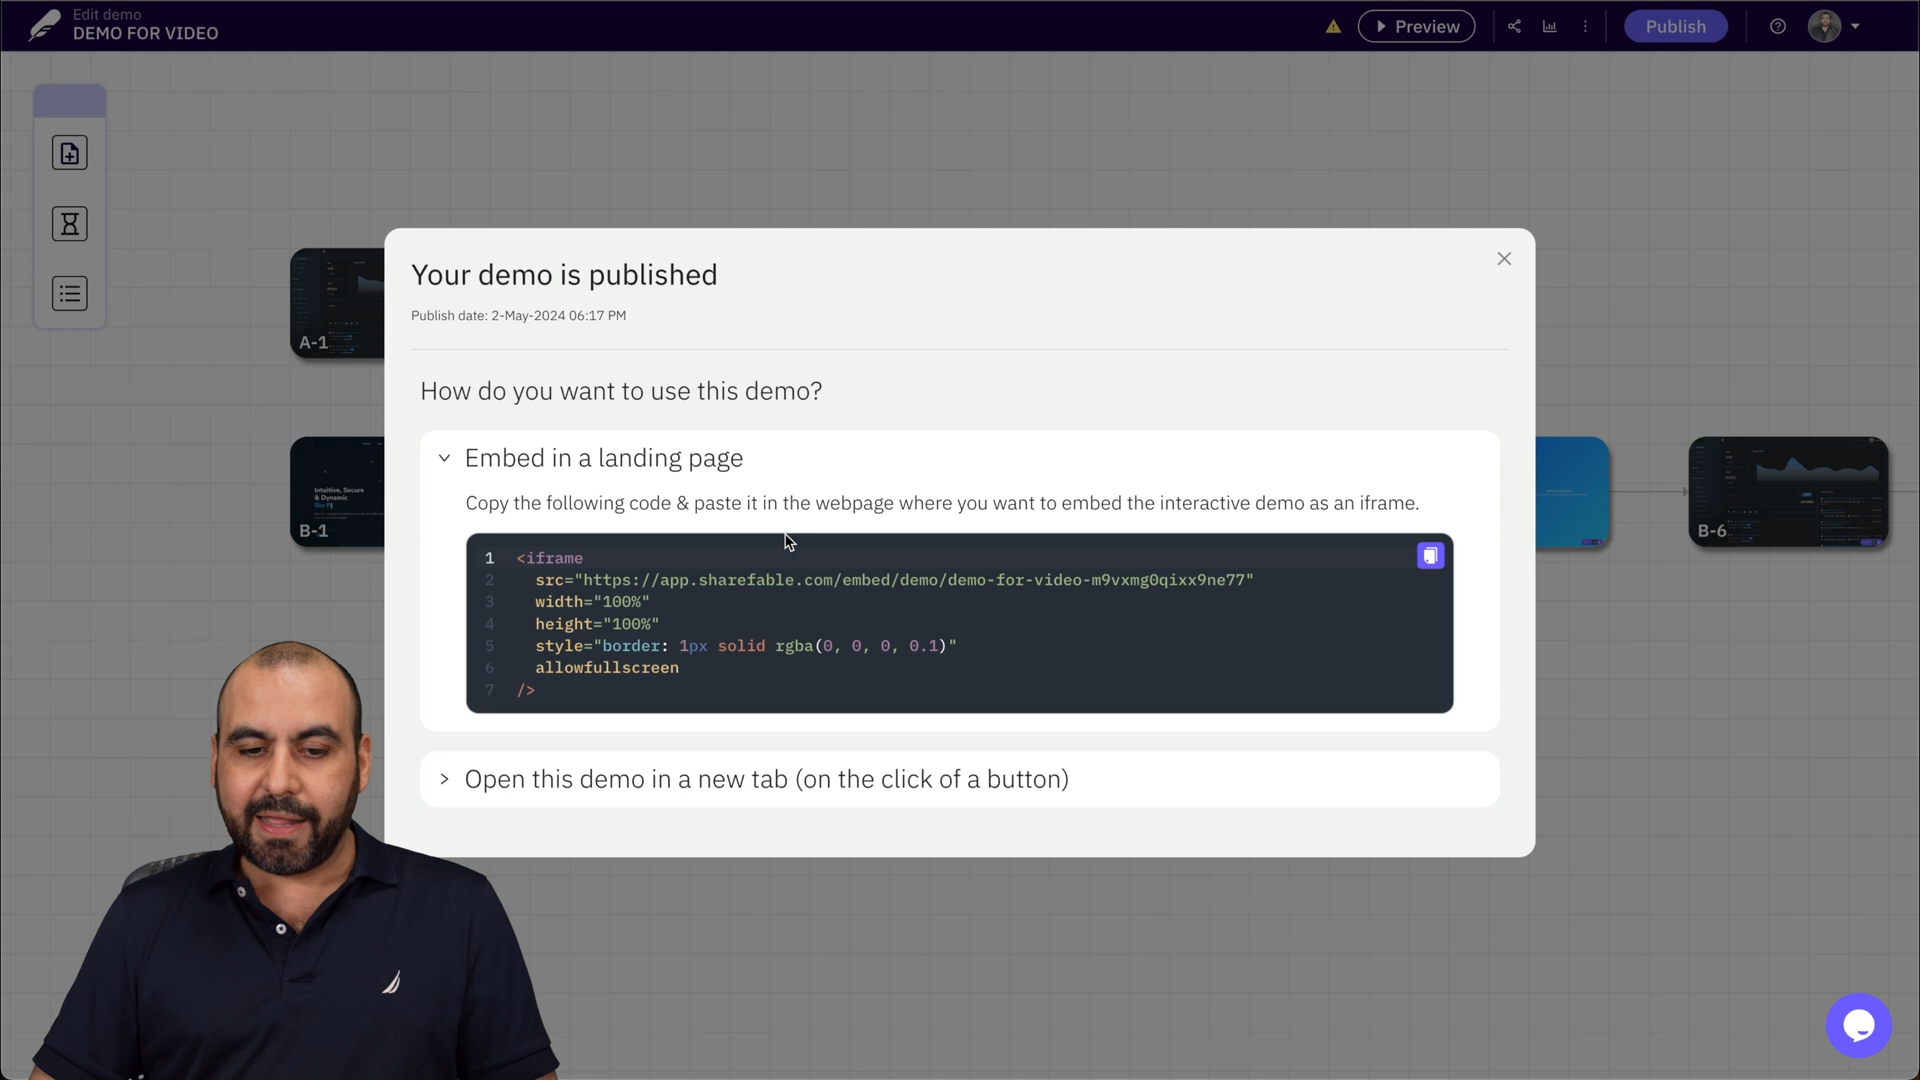 Edit demo
DEMO FOR VIDEO
Preview
Publish
A-1
Intuitive, Secure
& Dynamic
B-1
B-6
Your demo is published
Publish date: 2-May-2024 06:17 PM
How do you want to use this demo?
Embed in a landing page
Copy the following code & paste it in the webpage where you want to embed the interactive demo as an iframe.
1 <iframe
2 src="https://app.sharefable.com/embed/demo/demo-for-video-m9vxmg0qixx9ne77"
3 width="100%"
4 height="100%"
5 style="border: 1px solid rgba(0, 0, 0, 0.1)"
6 allowfullscreen
7 />
Open this demo in a new tab (on the click of a button)